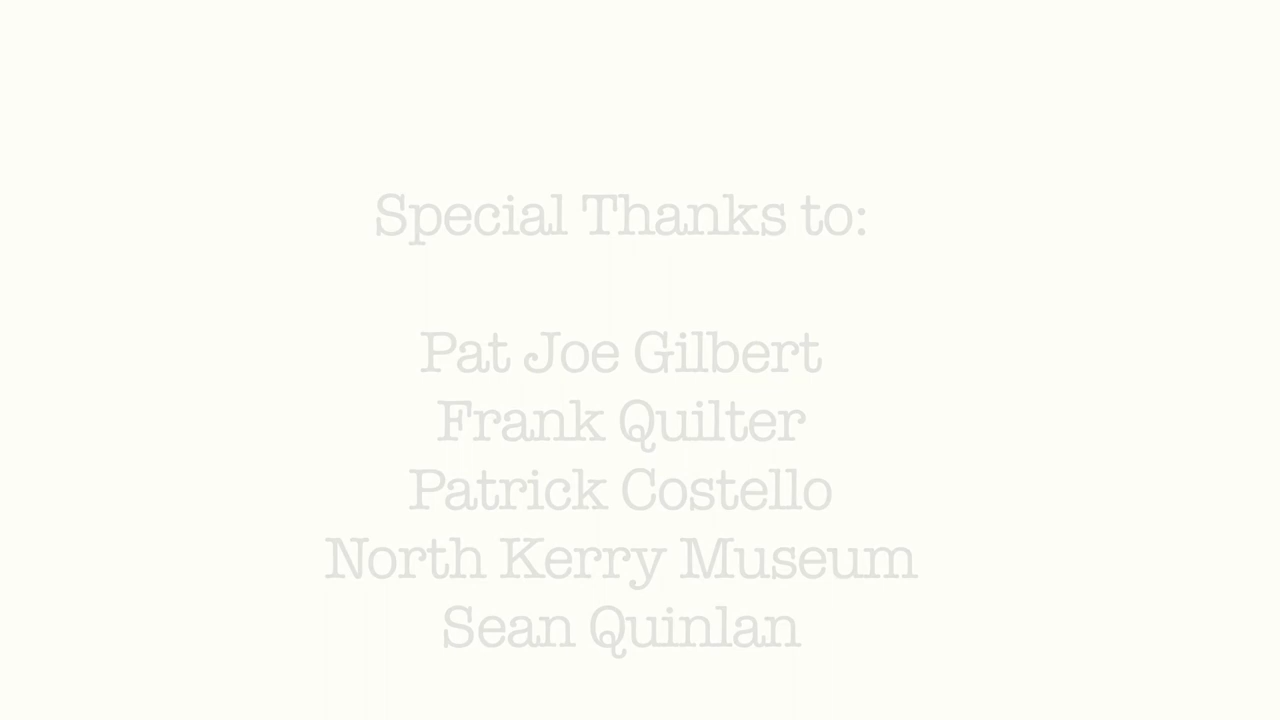 Special Thanks to:
Pat Joe Gilbert
Frank Quilter
Patrick Costello
North Kerry Museum
Sean Quinlan